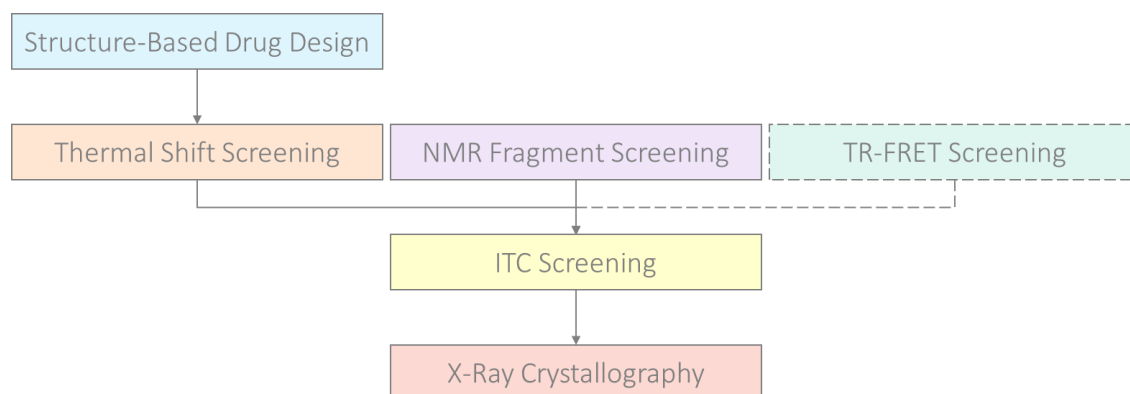 Structure-Based Drug Design
Thermal Shift Screening
NMR Fragment Screening
TR-FRET Screening
ITC Screening
X-Ray Crystallography